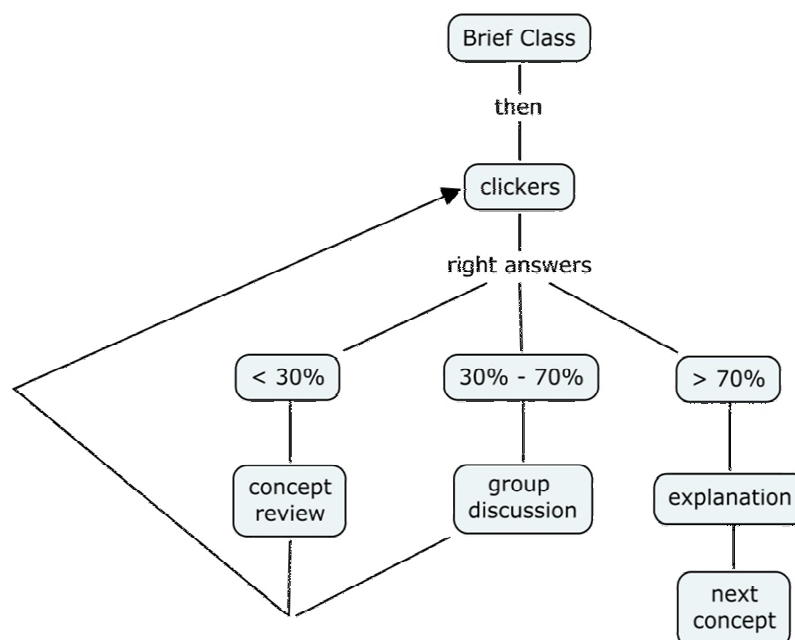 Brief Class
then
clickers
right answers
< 30%
30% - 70%
> 70%
concept
review
group
discussion
explanation
next
concept